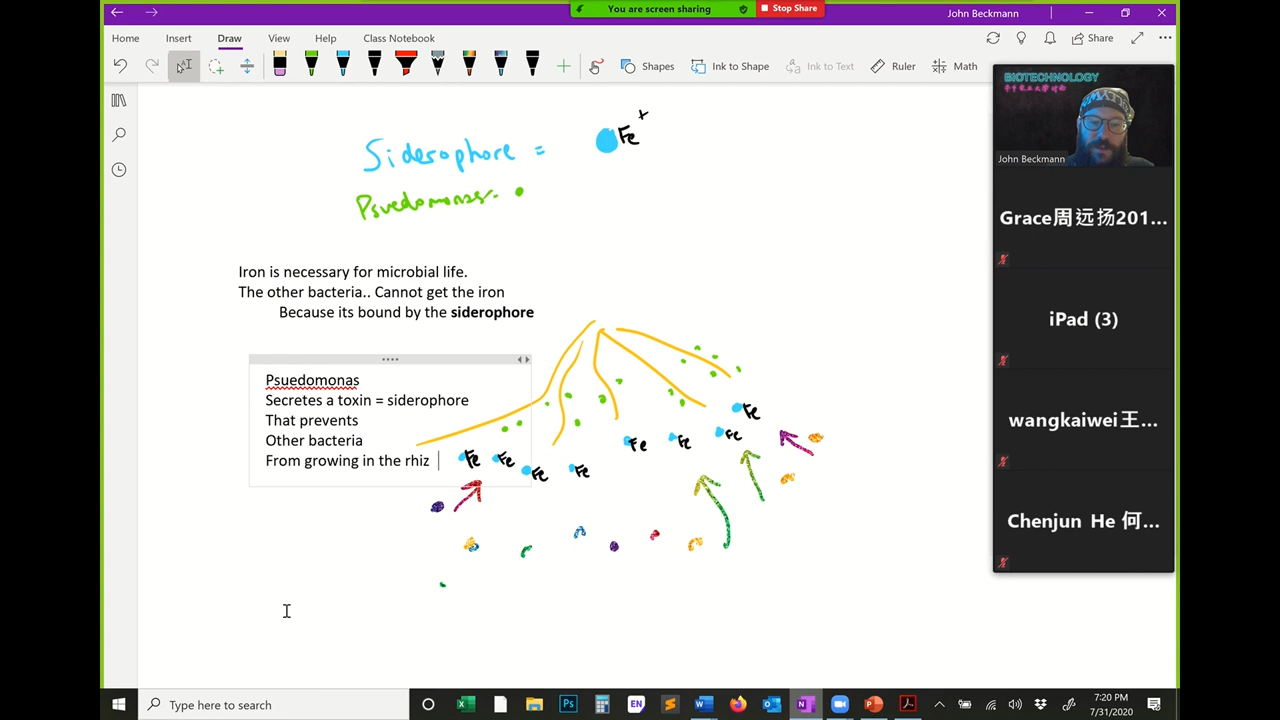 You are screen sharing
Stop Share
John Beckmann
Home Insert Draw View Help Class Notebook
Share
Shapes Ink to Shape Ink to Text Ruler Math
BIOTECHNOLOGY
John Beckmann
Siderophore = Fe+
Psuedomonas-
Iron is necessary for microbial life.
The other bacteria.. Cannot get the iron
Because its bound by the siderophore
Psuedomonas
Secretes a toxin = siderophore
That prevents
Other bacteria
From growing in the rhiz
Fe Fe Fe Fe Fe Fe Fe Fe
Grace周远扬201...
iPad (3)
wangkaiwei王...
Chenjun He 何...
Type here to search
EN
7:20 PM
7/31/2020